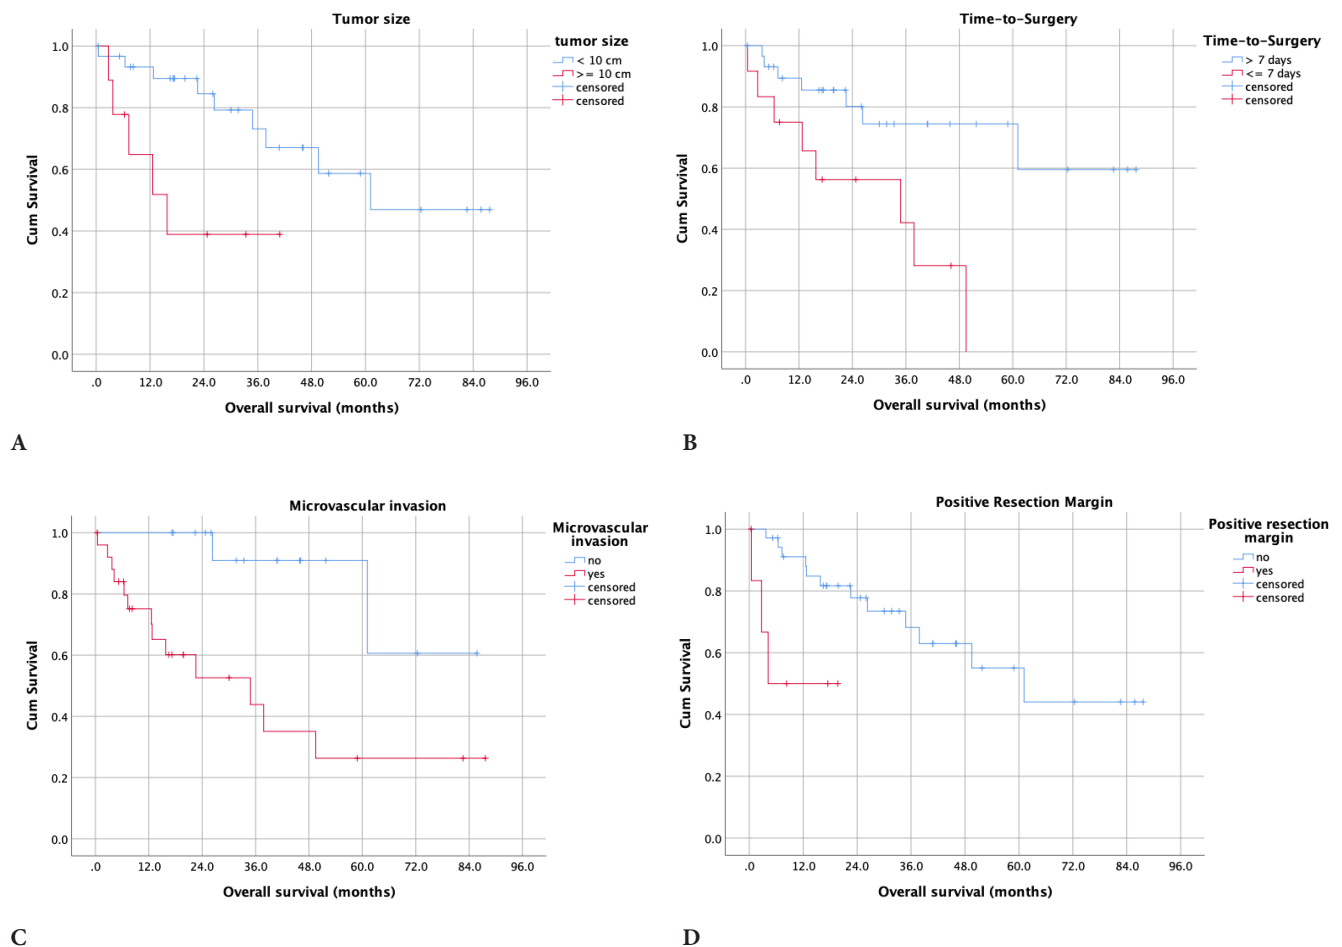 Tumor size
Cum Survival
1.0
0.8
0.6
0.4
0.2
0.0
.0 12.0 24.0 36.0 48.0 60.0 72.0 84.0 96.0
Overall survival (months)
tumor size
< 10 cm
>= 10 cm
censored
censored
A
Time-to-Surgery
Cum Survival
1.0
0.8
0.6
0.4
0.2
0.0
.0 12.0 24.0 36.0 48.0 60.0 72.0 84.0 96.0
Overall survival (months)
Time-to-Surgery
> 7 days
<= 7 days
censored
censored
B
Microvascular invasion
Cum Survival
1.0
0.8
0.6
0.4
0.2
0.0
.0 12.0 24.0 36.0 48.0 60.0 72.0 84.0 96.0
Overall survival (months)
Microvascular
invasion
no
yes
censored
censored
C
Positive Resection Margin
Cum Survival
1.0
0.8
0.6
0.4
0.2
0.0
.0 12.0 24.0 36.0 48.0 60.0 72.0 84.0 96.0
Overall survival (months)
Positive resection
margin
no
yes
censored
censored
D